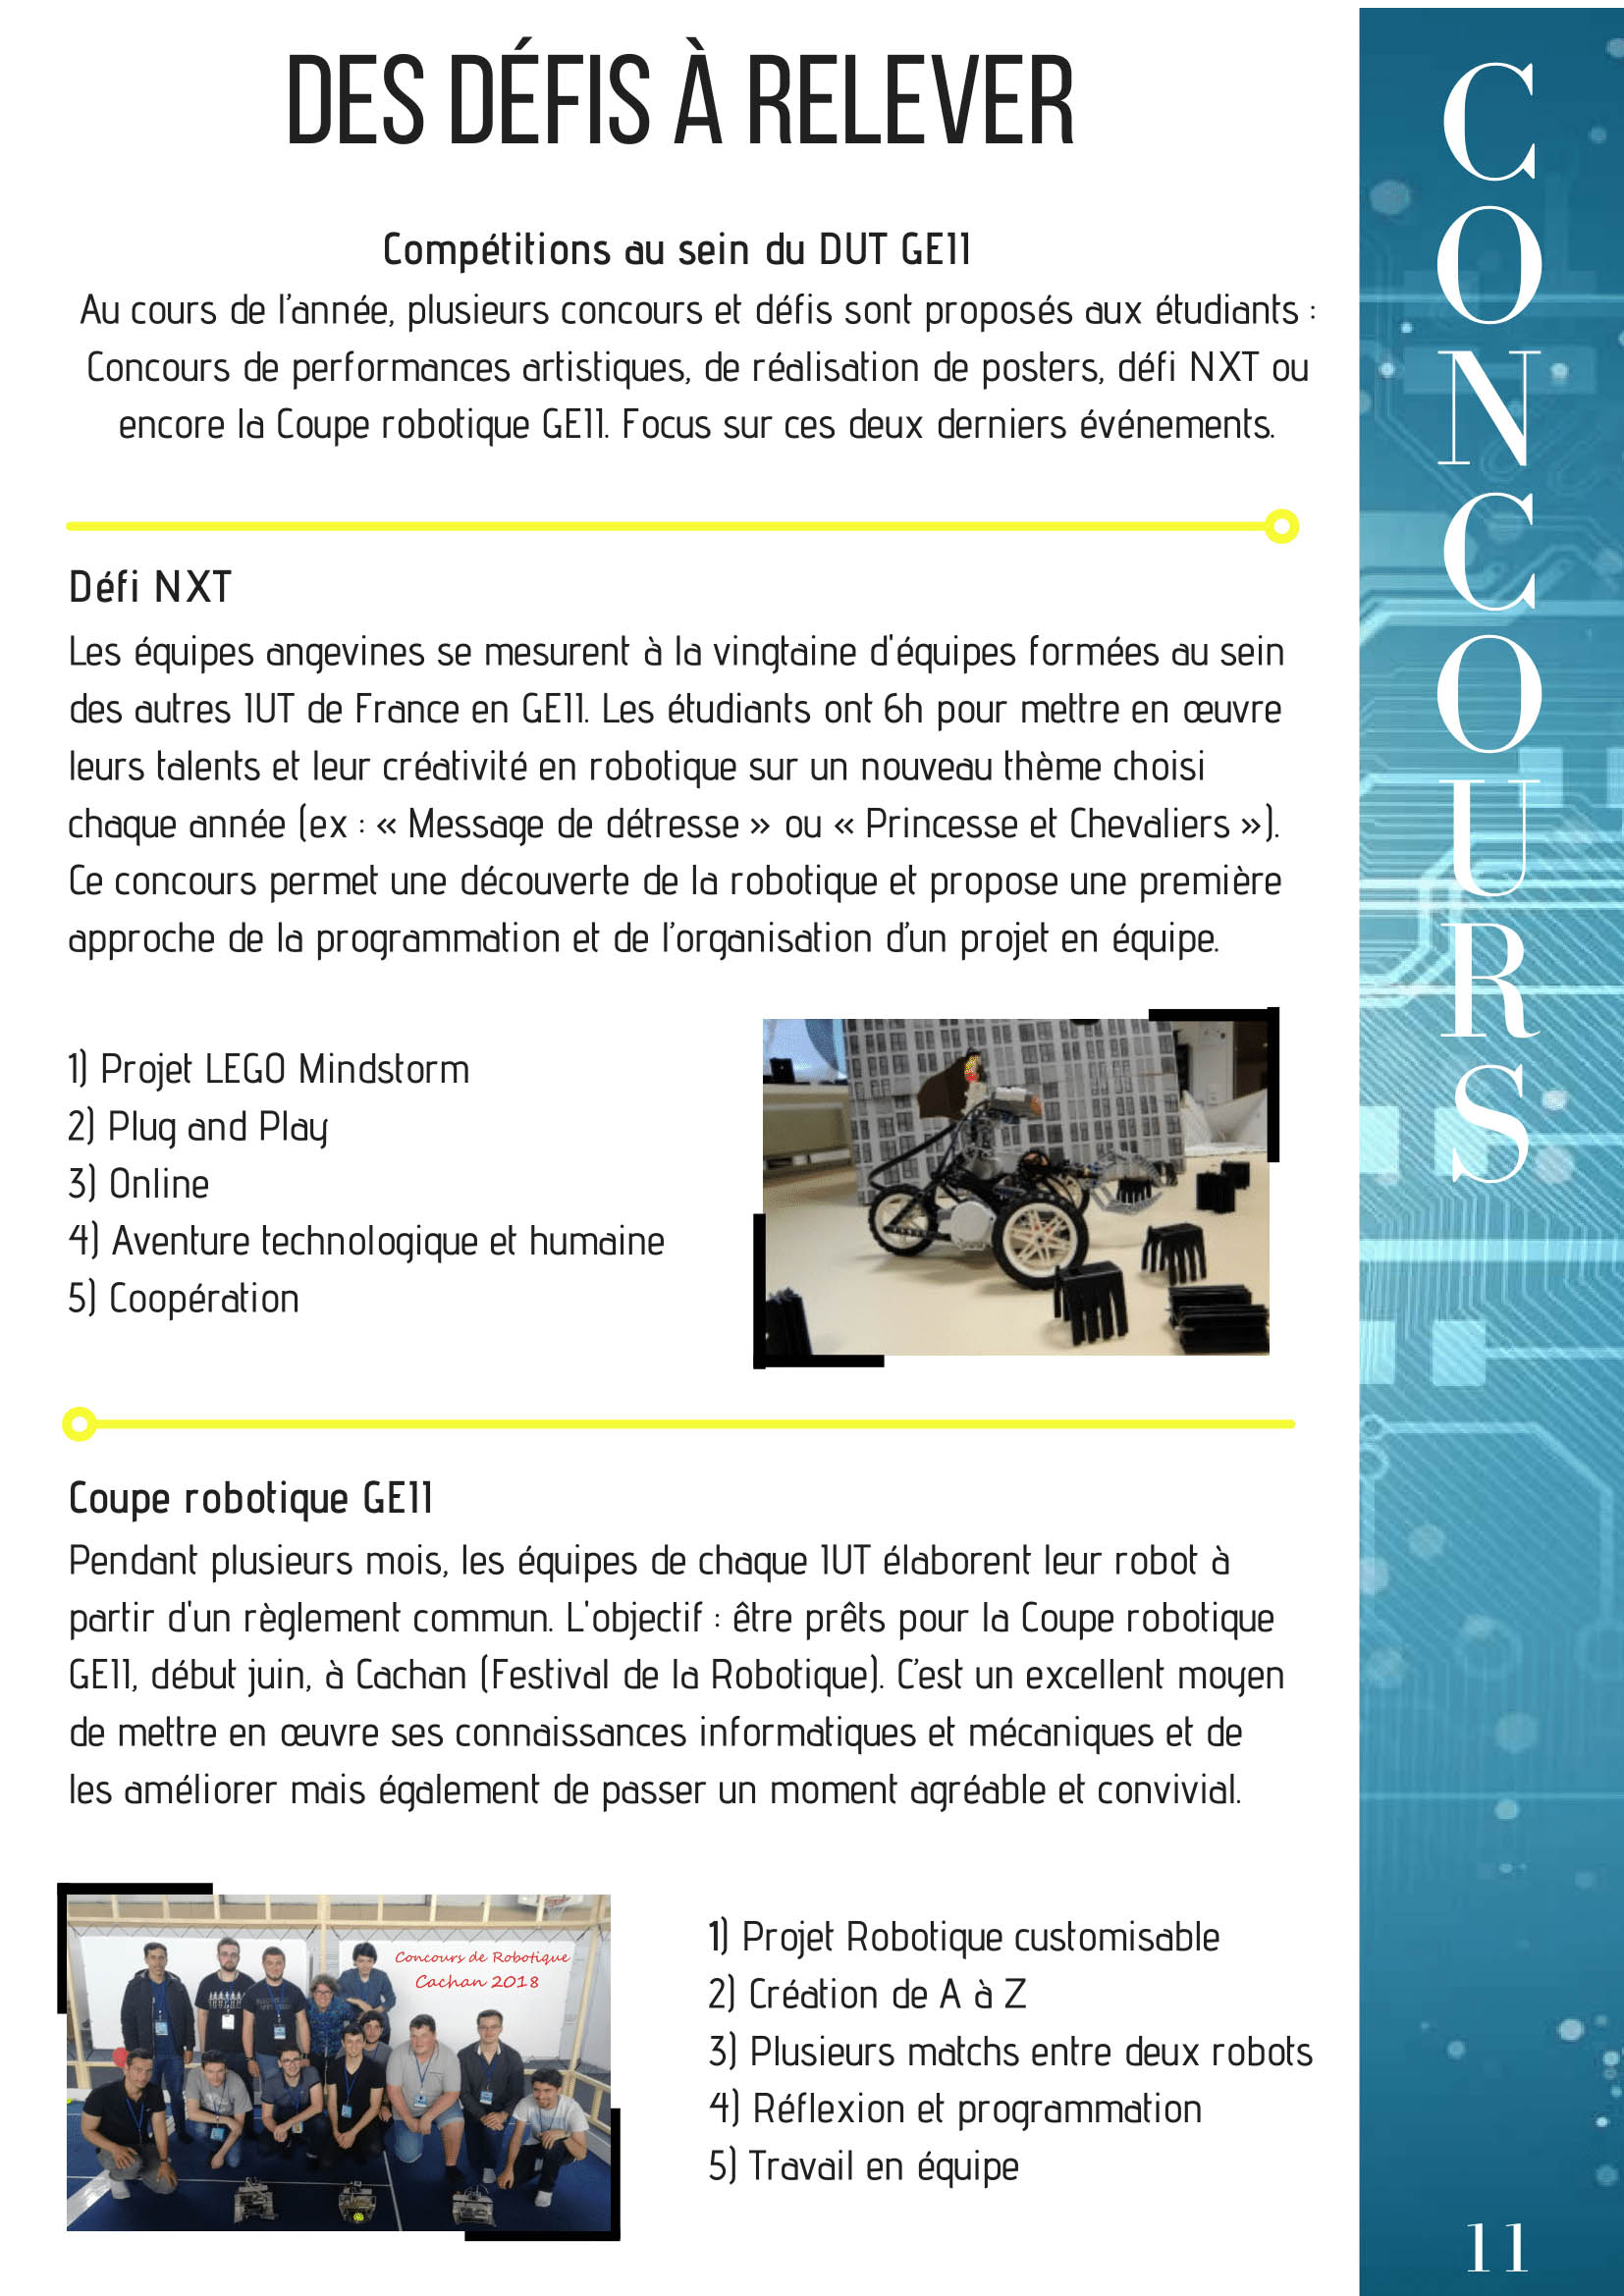 DES DÉFIS À RELEVER
Compétitions au sein du DUT GEII
Au cours de l’année, plusieurs concours et défis sont proposés aux étudiants :
Concours de performances artistiques, de réalisation de posters, défi NXT ou
encore la Coupe robotique GEII. Focus sur ces deux derniers événements.
Défi NXT
Les équipes angevines se mesurent à la vingtaine d'équipes formées au sein
des autres IUT de France en GEII. Les étudiants ont 6h pour mettre en œuvre
leurs talents et leur créativité en robotique sur un nouveau thème choisi
chaque année (ex : « Message de détresse » ou « Princesse et Chevaliers »).
Ce concours permet une découverte de la robotique et propose une première
approche de la programmation et de l’organisation d’un projet en équipe.
1) Projet LEGO Mindstorm
2) Plug and Play
3) Online
4) Aventure technologique et humaine
5) Coopération
Coupe robotique GEII
Pendant plusieurs mois, les équipes de chaque IUT élaborent leur robot à
partir d'un règlement commun. L'objectif : être prêts pour la Coupe robotique
GEII, début juin, à Cachan (Festival de la Robotique). C’est un excellent moyen
de mettre en œuvre ses connaissances informatiques et mécaniques et de
les améliorer mais également de passer un moment agréable et convivial.
Concours de Robotique
Cachan 2018
1) Projet Robotique customisable
2) Création de A à Z
3) Plusieurs matchs entre deux robots
4) Réflexion et programmation
5) Travail en équipe
CONCOURS
11